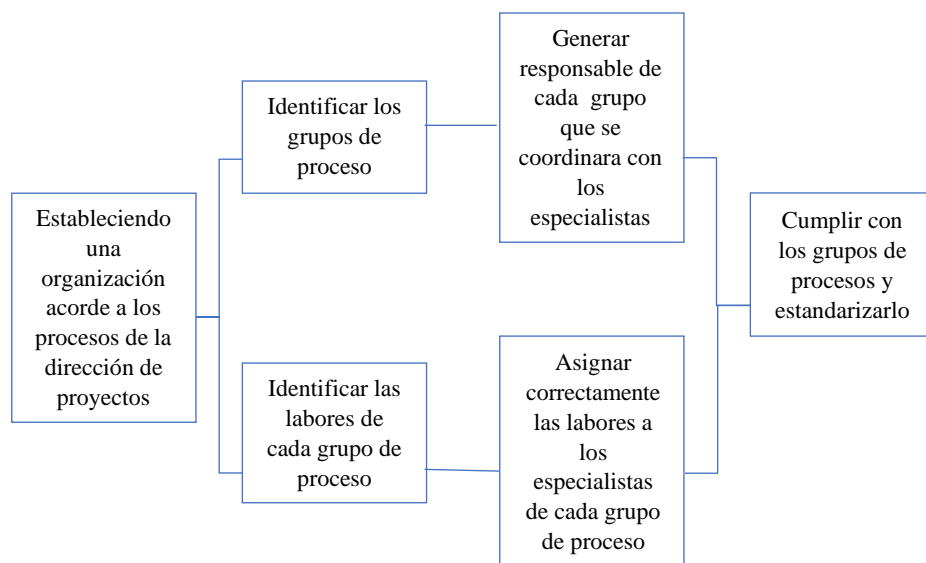 Estableciendo
una
organización
acorde a los
procesos de la
dirección de
proyectos
Identificar los
grupos de
proceso
Identificar las
labores de
cada grupo de
proceso
Generar
responsable de
cada grupo
que se
coordinara con
los
especialistas
Asignar
correctamente
las labores a
los
especialistas
de cada grupo
de proceso
Cumplir con
los grupos de
procesos y
estandarizarlo